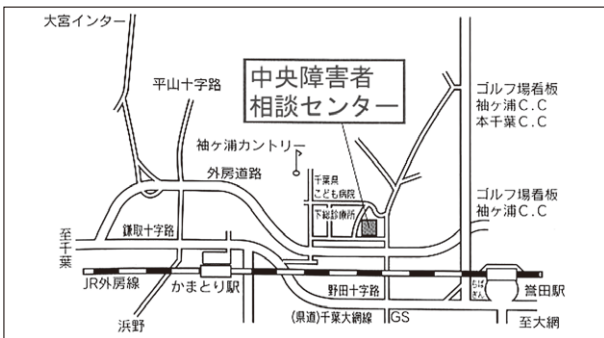 大宮インター
平山十字路
中央障害者
相談センター
ゴルフ場看板
袖ヶ浦C.C
本千葉C.C
袖ヶ浦カントリー
外房道路
千葉県
こども病院
下総診療所
ゴルフ場看板
袖ヶ浦C.C
至千葉
鎌取十字路
JR外房線
かまとり駅
野田十字路
ちばぎん
誉田駅
浜野
(県道)千葉大網線
GS
至大網